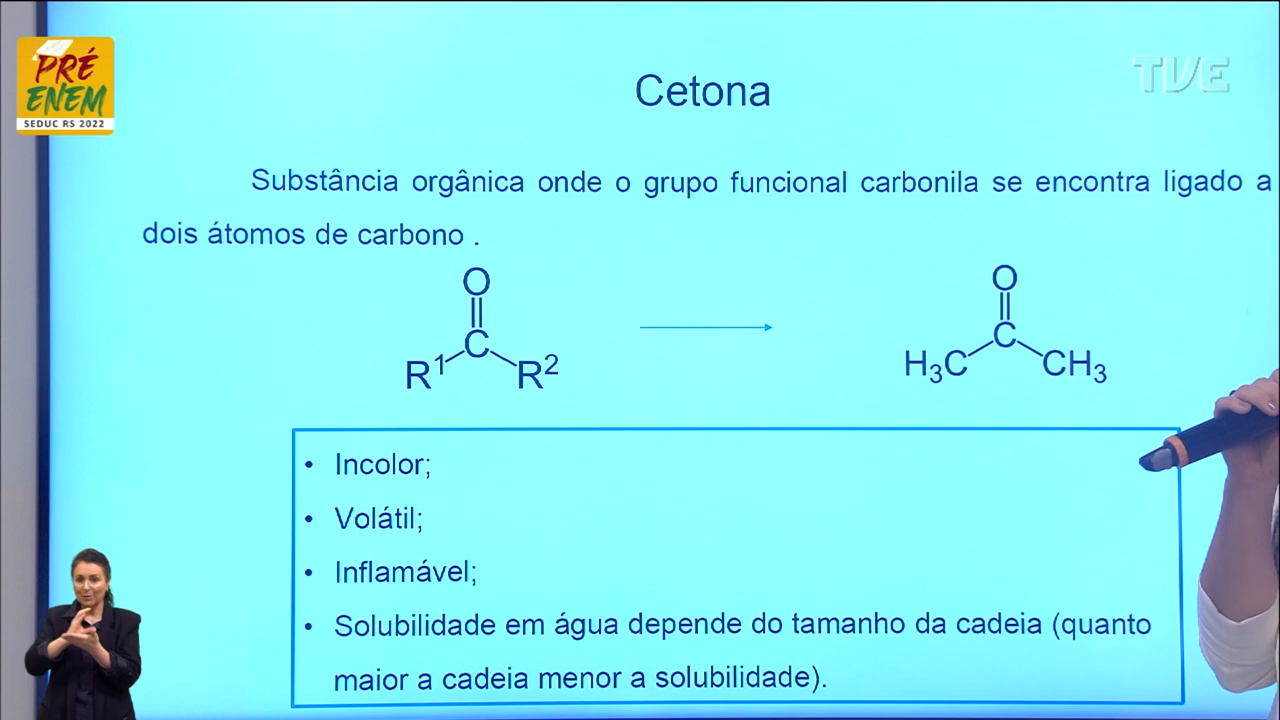 PRÉ
ENEM
SEDUC RS 2022
TVE
Cetona
Substância orgânica onde o grupo funcional carbonila se encontra ligado a
dois átomos de carbono .
O
C
R¹ R²
O
C
H₃C CH₃
• Incolor;
• Volátil;
• Inflamável;
• Solubilidade em água depende do tamanho da cadeia (quanto
maior a cadeia menor a solubilidade).